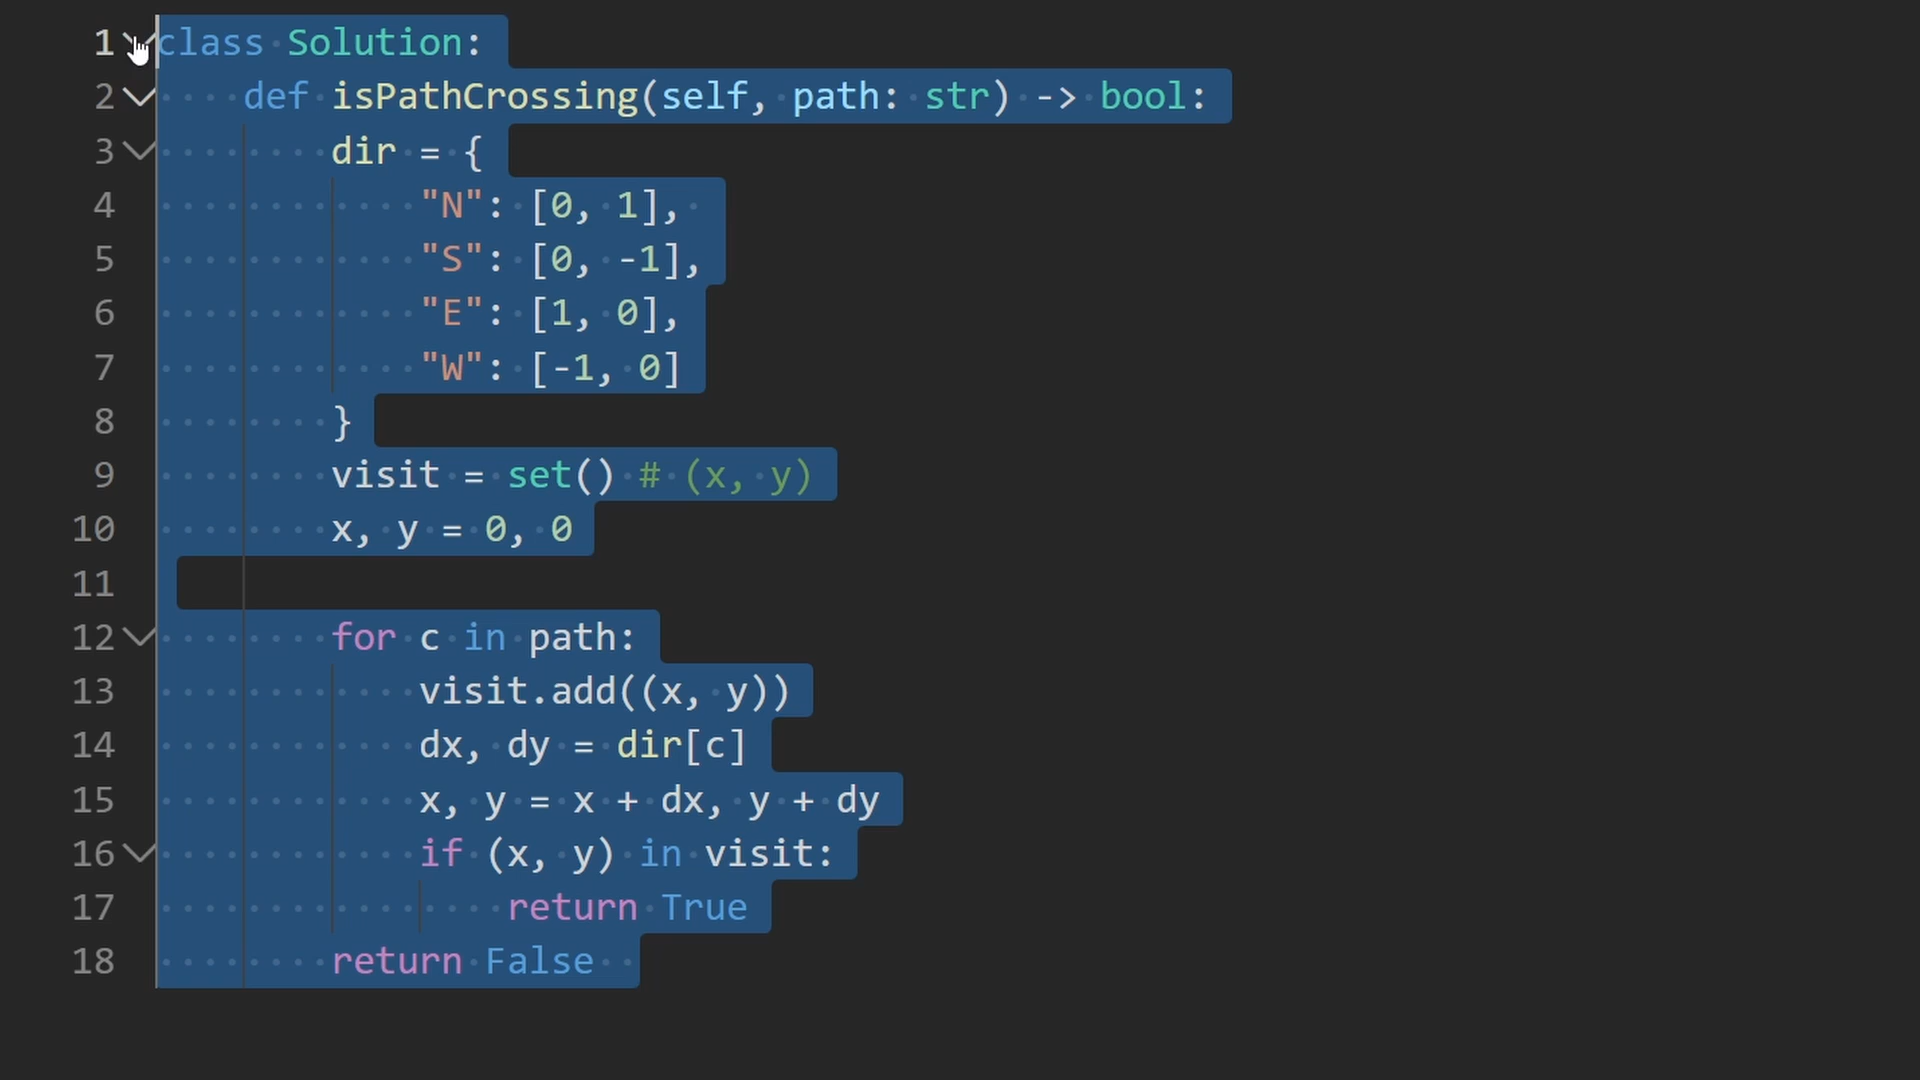 1 class Solution:
2     def isPathCrossing(self, path: str) -> bool:
3         dir = {
4             "N": [0, 1], 
5             "S": [0, -1],
6             "E": [1, 0],
7             "W": [-1, 0]
8         }
9         visit = set() # (x, y)
10         x, y = 0, 0
11
12         for c in path:
13             visit.add((x, y))
14             dx, dy = dir[c]
15             x, y = x + dx, y + dy
16             if (x, y) in visit:
17                 return True
18         return False